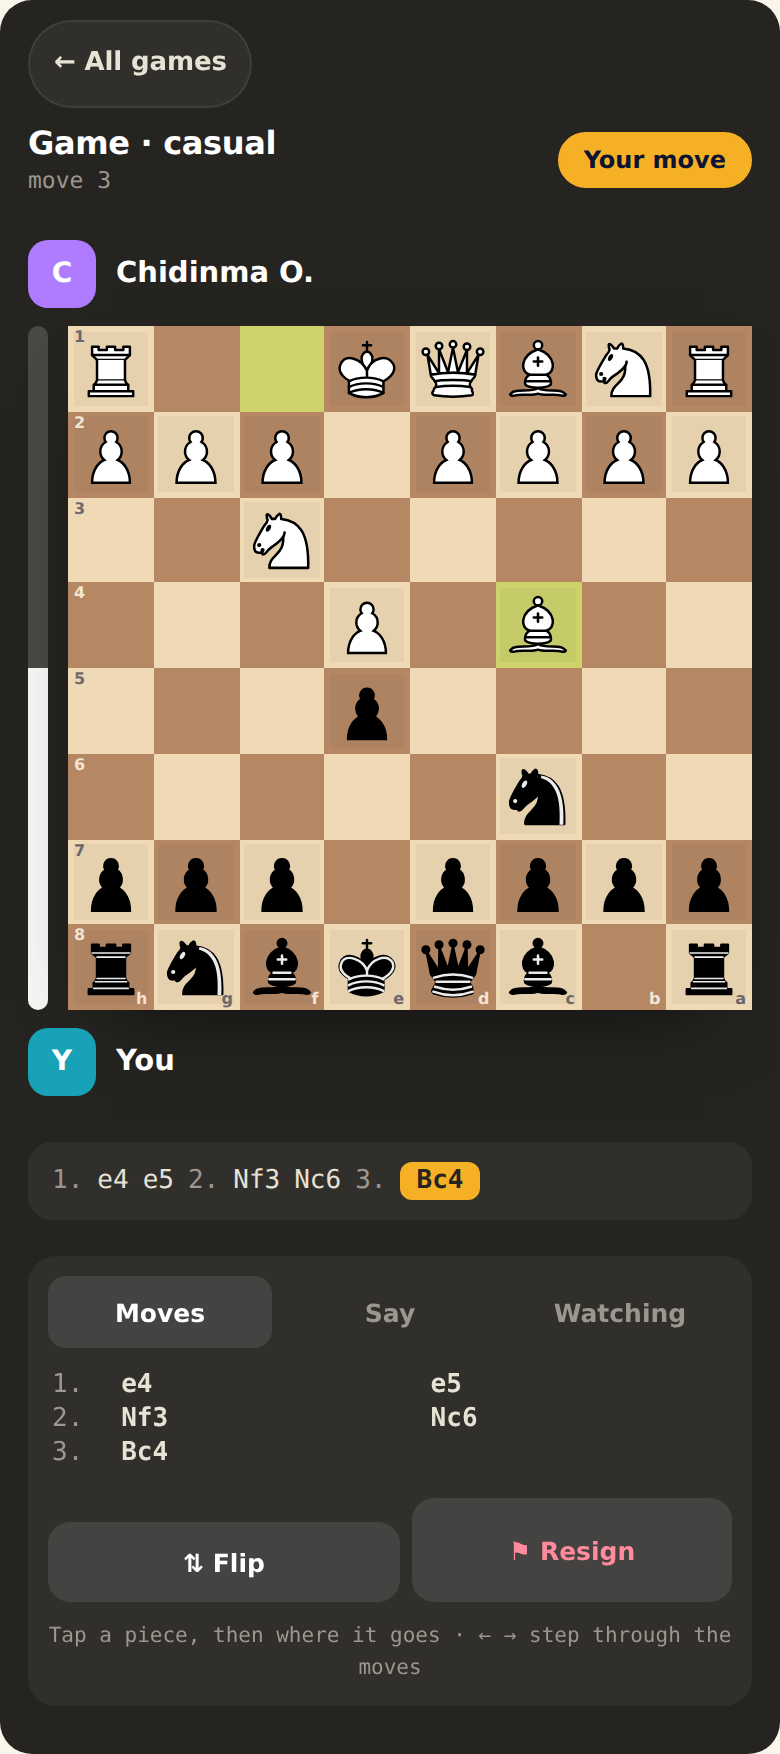 ← All games
Game · casual
move 3
Your move
C
Chidinma O.
1
2
3
4
5
6
7
8
h g f e d c b a
Y
You
1. e4 e5 2. Nf3 Nc6 3. Bc4
Moves Say Watching
1. e4 e5
2. Nf3 Nc6
3. Bc4
⇅ Flip
⚑ Resign
Tap a piece, then where it goes · ← → step through the
moves